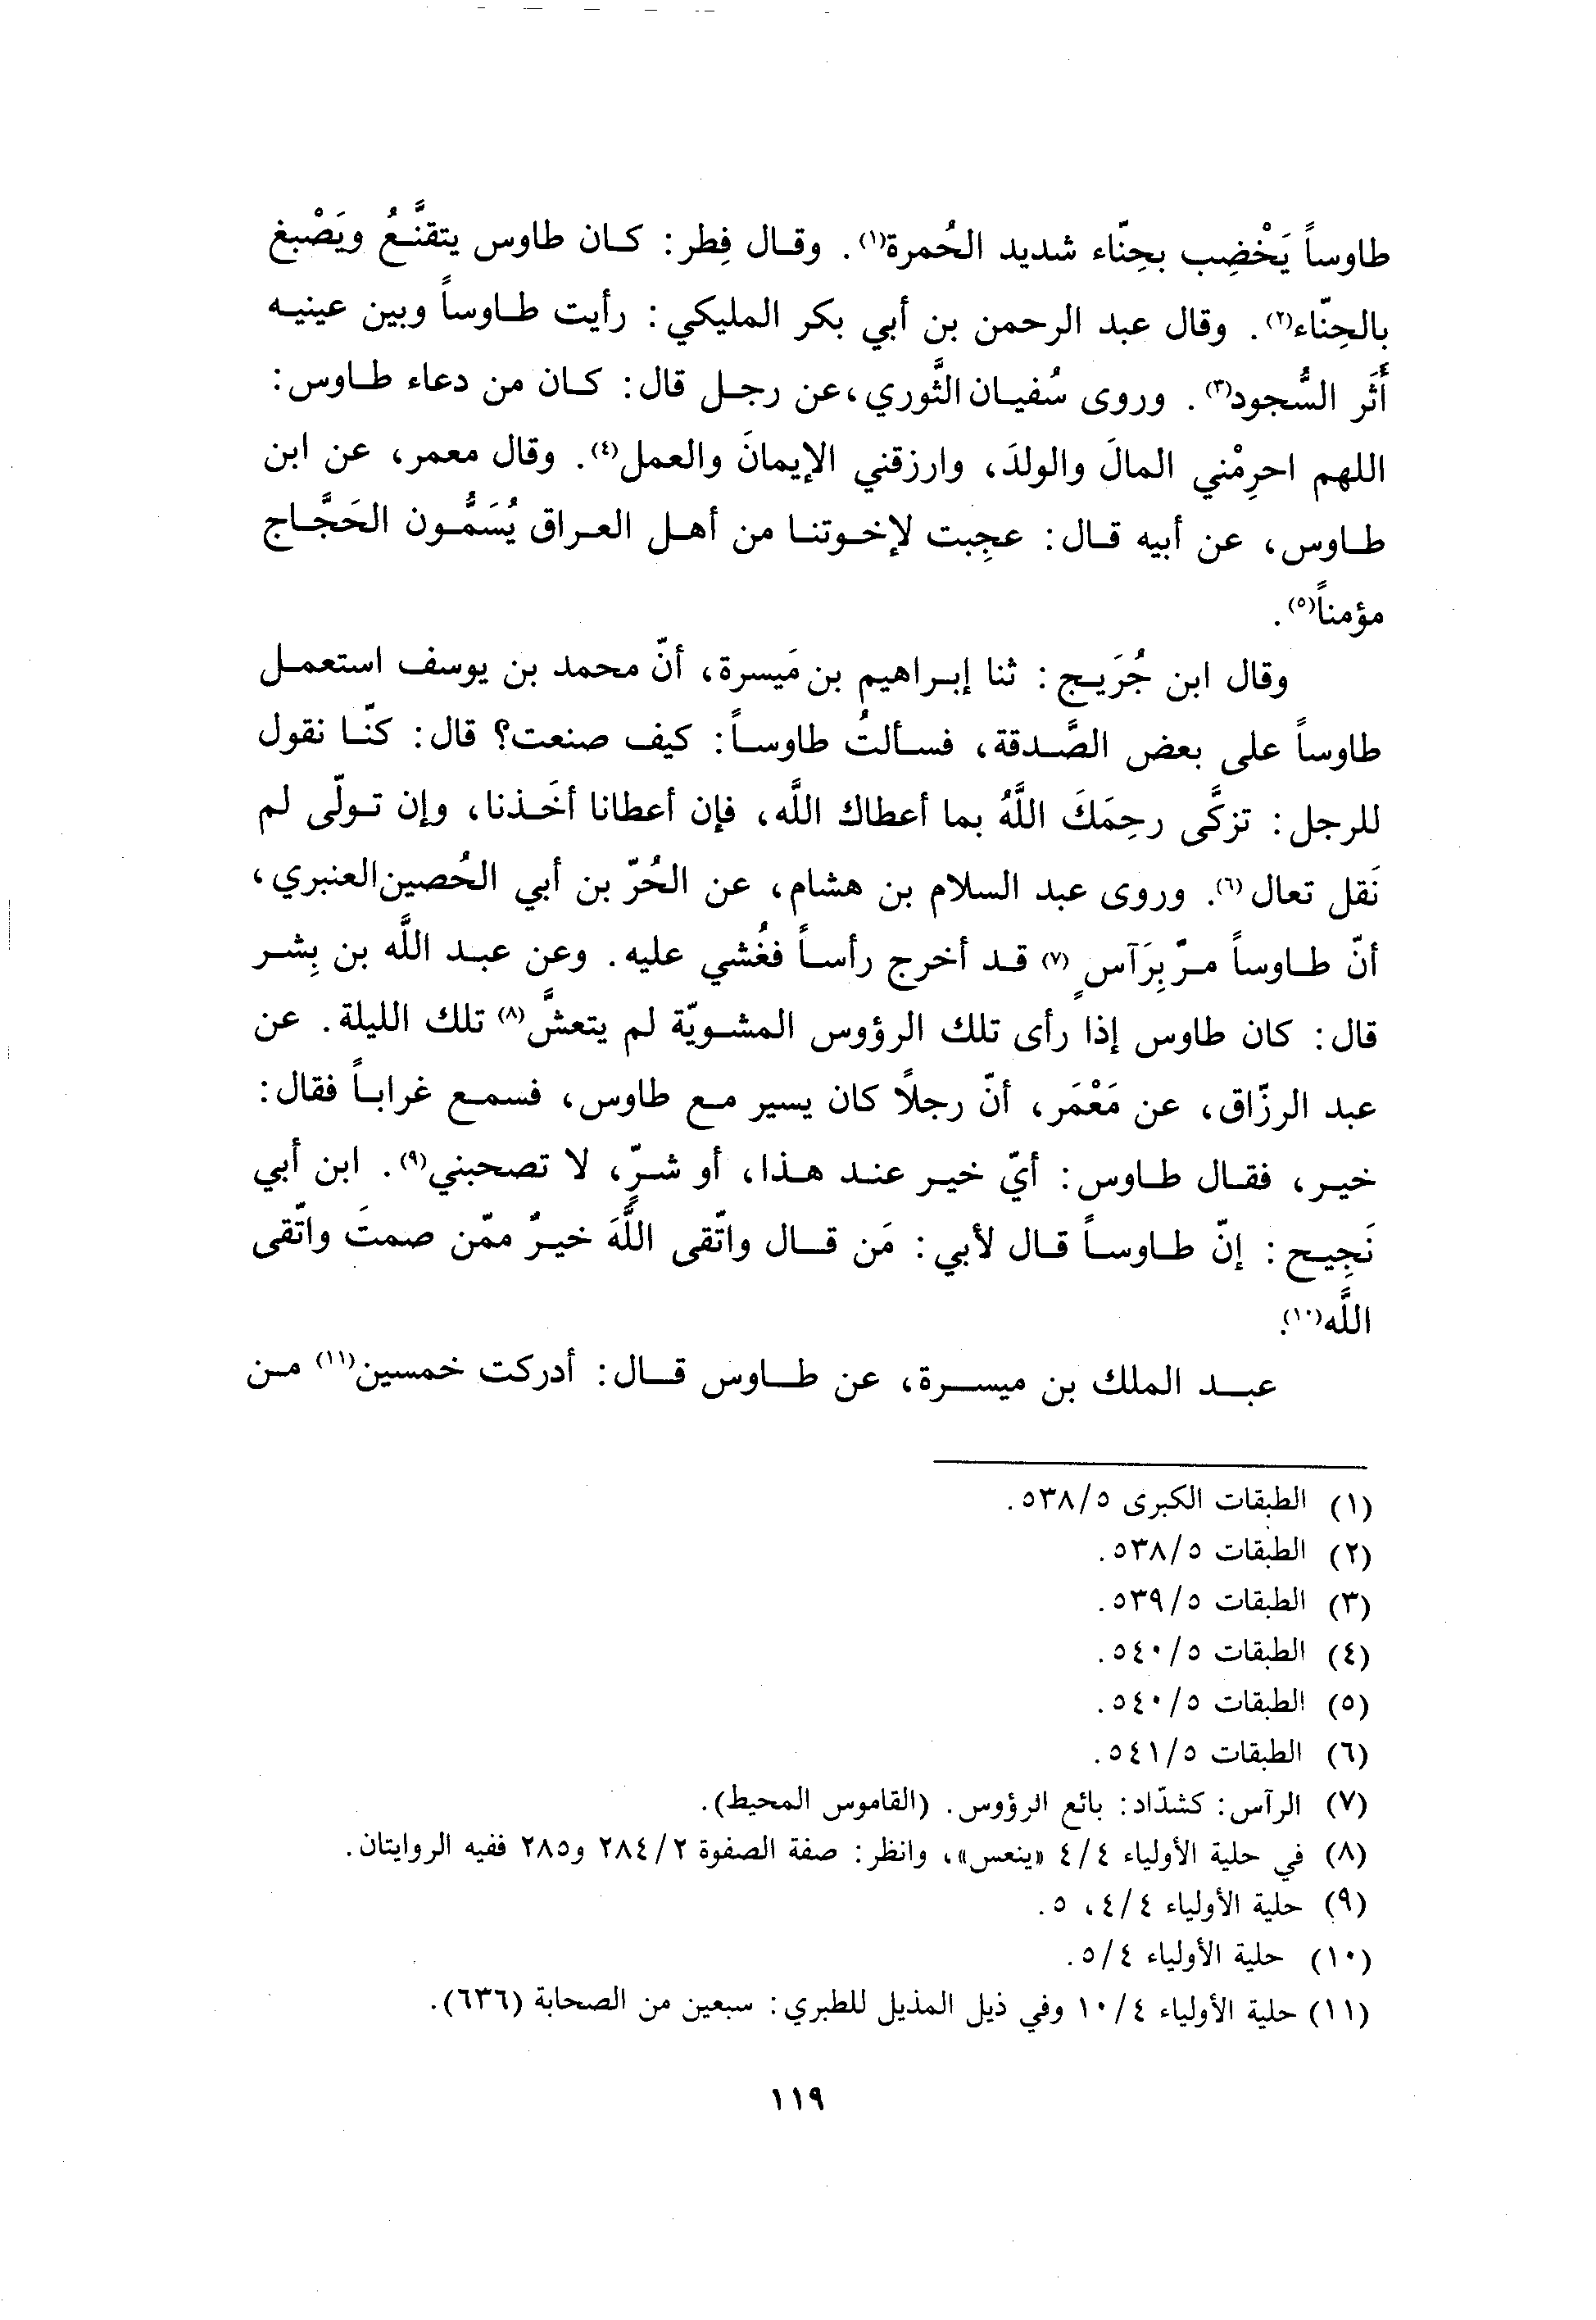 طاوساً يَخْضِب بحِنّاء شديد الحُمرة(١). وقال فِطر: كان طاوس يتقنَّعُ ويَصْبغ
بالحِنّاء(٢). وقال عبد الرحمن بن أبي بكر المليكي: رأيت طاوساً وبين عينيه
أَثَر السُّجود(٣). وروى سُفيان الثَّوري، عن رجل قال: كان من دعاء طاوس:
اللهم احرِمْني المالَ والولدَ، وارزقني الإيمانَ والعمل(٤). وقال معمر، عن ابن
طاوس، عن أبيه قال: عجِبت لإخوتنا من أهل العراق يُسَمُّون الحَجَّاج
مؤمناً(٥).
وقال ابن جُرَيج: ثنا إبراهيم بن مَيسرة، أنّ محمد بن يوسف استعمل
طاوساً على بعض الصَّدقة، فسألتُ طاوساً: كيف صنعت؟ قال: كنّا نقول
للرجل: تزكَّى رحِمَكَ اللَّهُ بما أعطاك اللَّه، فإن أعطانا أخَذنا، وإن تولّى لم
نَقل تعال(٦). وروى عبد السلام بن هشام، عن الحُرّ بن أبي الحُصين العنبري،
أنّ طاوساً مرّ بِرَآسٍ(٧) قد أخرج رأساً فغُشي عليه. وعن عبد اللَّه بن بِشر
قال: كان طاوس إذا رأى تلك الرؤوس المشويّة لم يتعشَّ(٨) تلك الليلة. عن
عبد الرزّاق، عن مَعْمَر، أنّ رجلاً كان يسير مع طاوس، فسمع غراباً فقال:
خير، فقال طاوس: أيّ خير عند هذا، أو شرّ، لا تصحبني(٩). ابن أبي
نَجِيح: إنّ طاوساً قال لأبي: مَن قال واتّقى اللَّهَ خيرٌ ممّن صمتَ واتّقى
اللَّه(١٠).
عبد الملك بن ميسرة، عن طاوس قال: أدركت خمسين(١١) من
(١) الطبقات الكبرى ٥/٥٣٨.
(٢) الطبقات ٥/٥٣٨.
(٣) الطبقات ٥/٥٣٩.
(٤) الطبقات ٥/٥٤٠.
(٥) الطبقات ٥/٥٤٠.
(٦) الطبقات ٥/٥٤١.
(٧) الرآس: كشدّاد: بائع الرؤوس. (القاموس المحيط).
(٨) في حلية الأولياء ٤/٤ «ينعس»، وانظر: صفة الصفوة ٢/٢٨٤ و٢٨٥ ففيه الروايتان.
(٩) حلية الأولياء ٤/٤، ٥.
(١٠) حلية الأولياء ٤/٥.
(١١) حلية الأولياء ٤/١٠ وفي ذيل المذيل للطبري: سبعين من الصحابة (٦٣٦).
١١٩